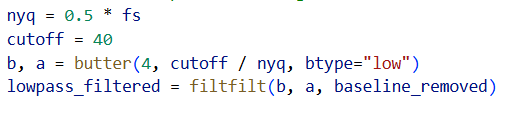 nyq = 0.5 * fs
cutoff = 40
b, a = butter(4, cutoff / nyq, btype="low")
lowpass_filtered = filtfilt(b, a, baseline_removed)